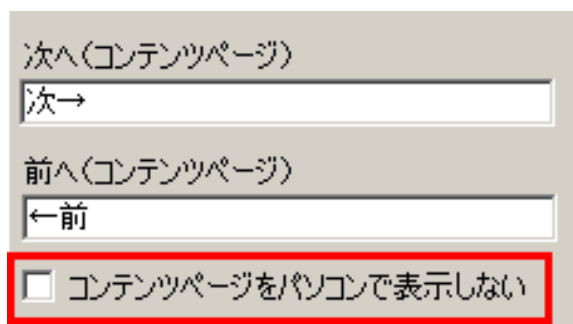 次へ(コンテンツページ)
次→
前へ(コンテンツページ)
←前
コンテンツページをパソコンで表示しない